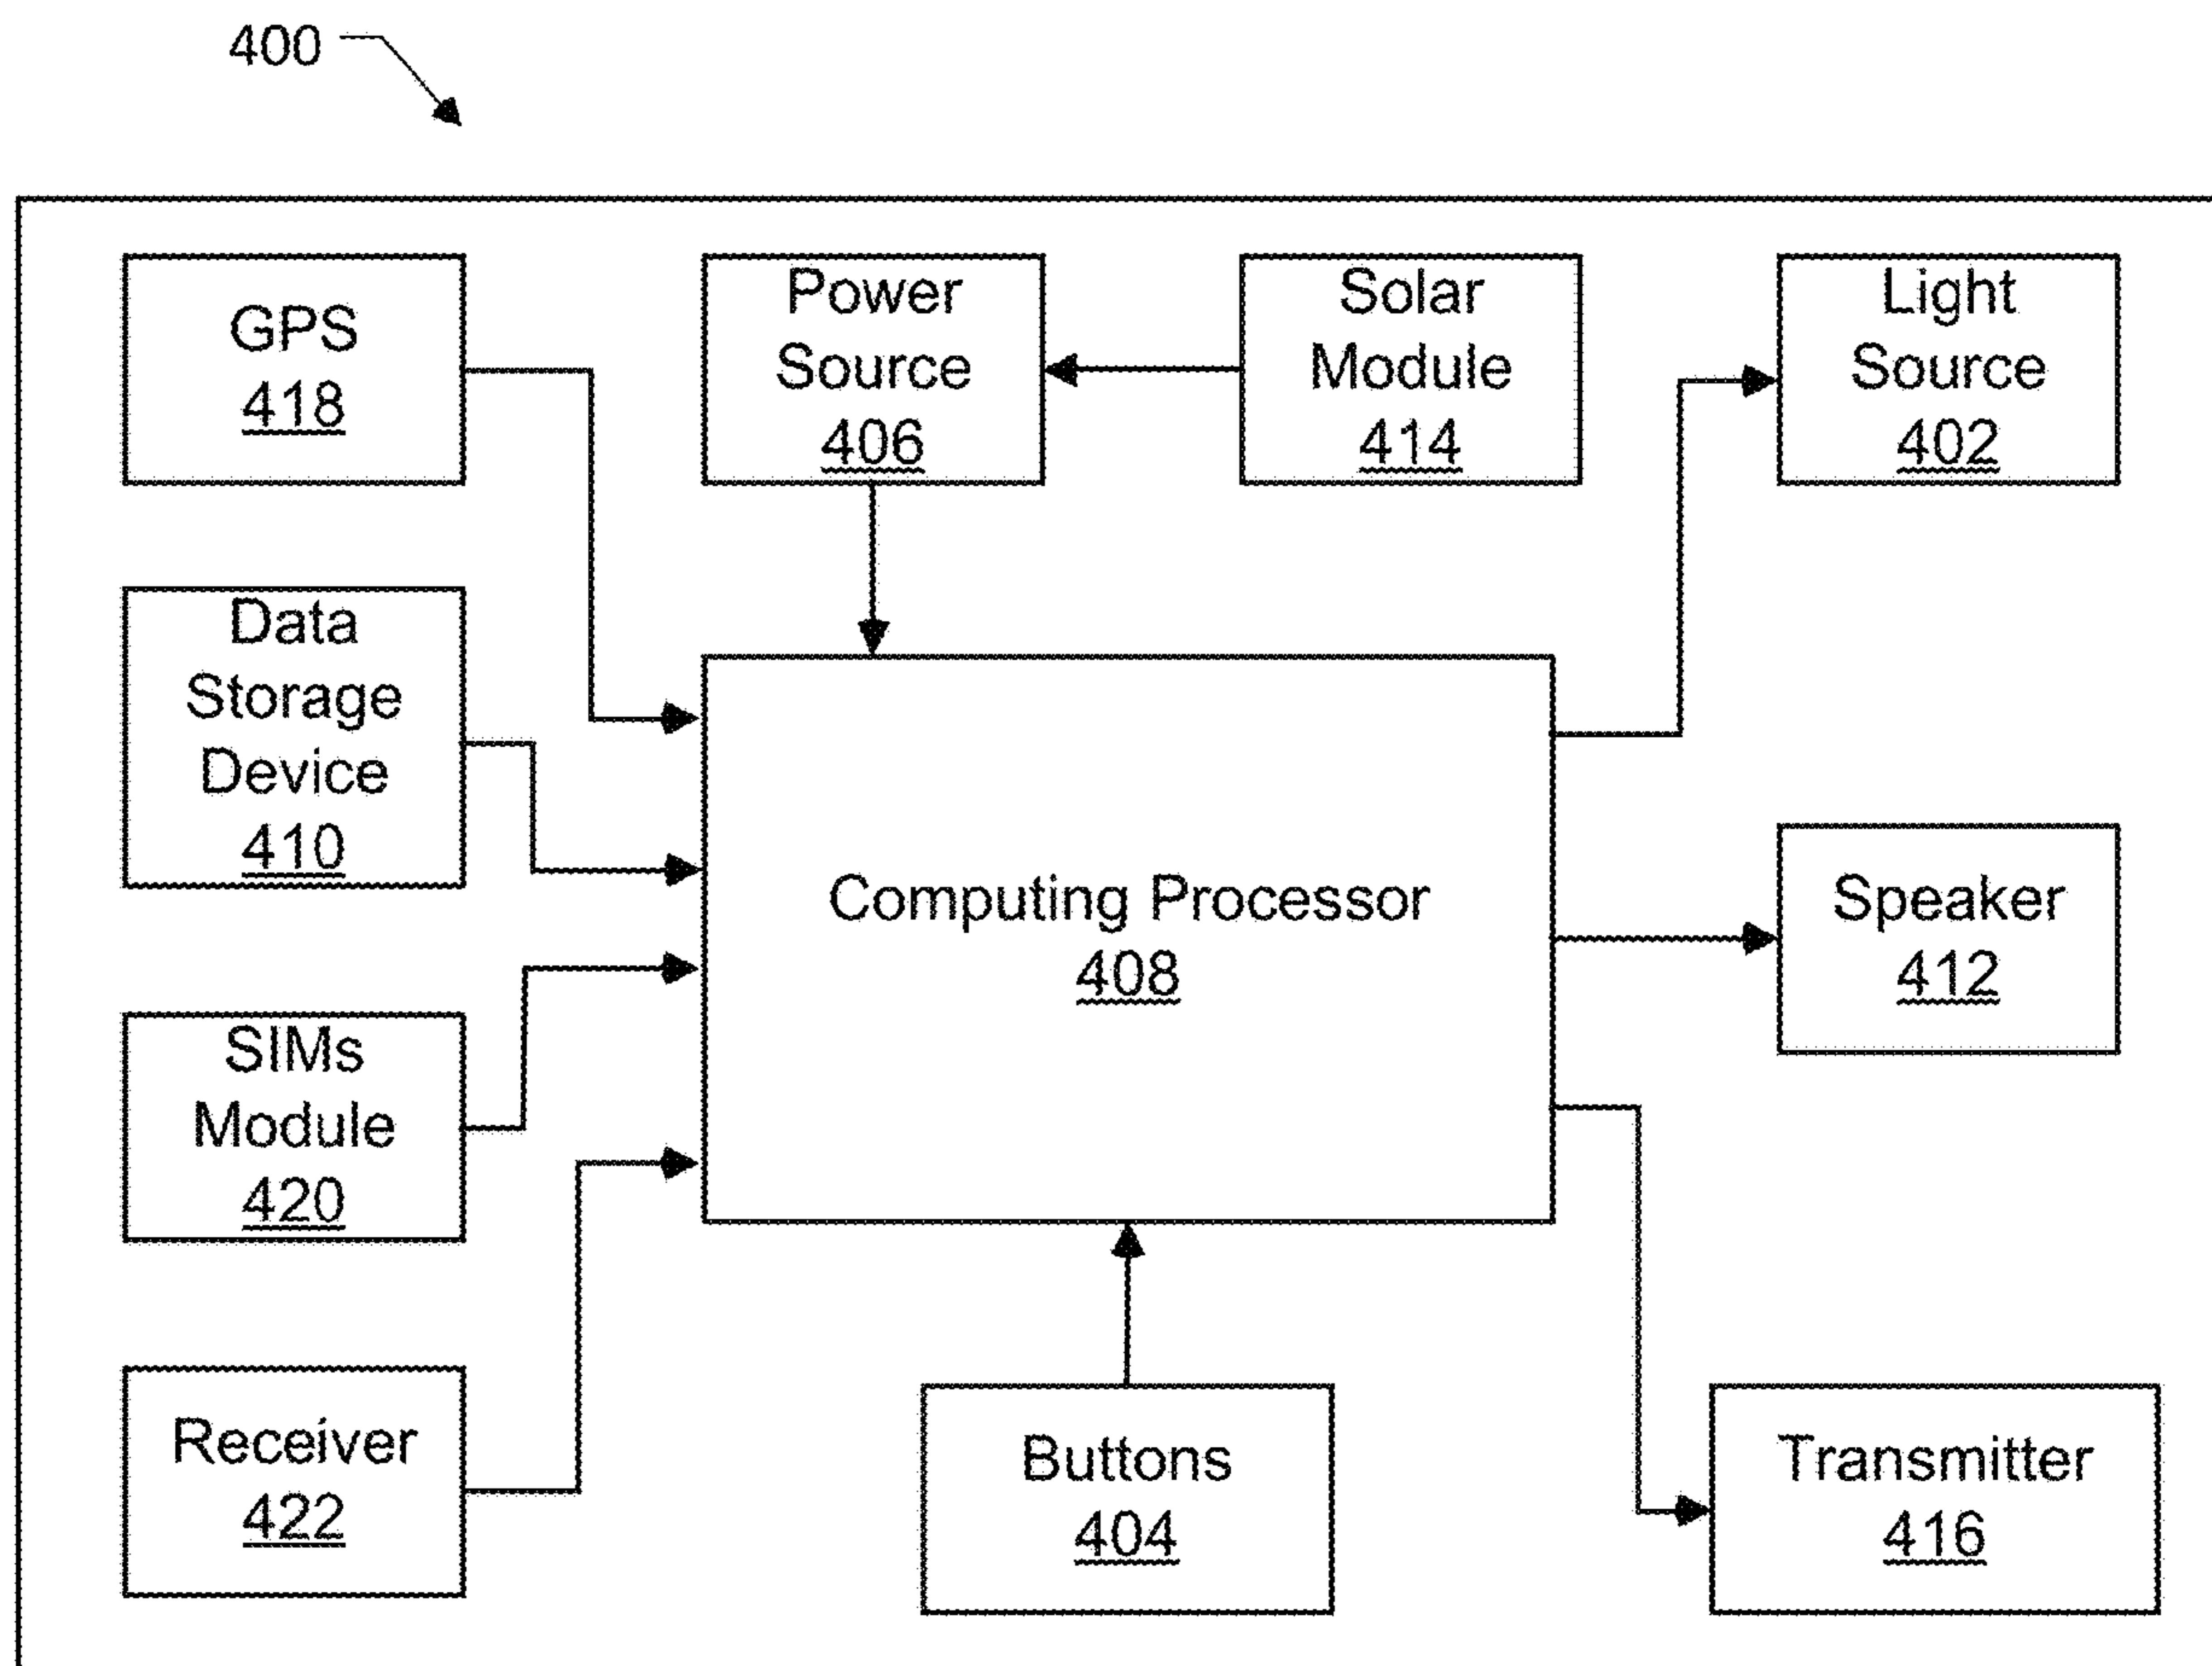 400
GPS
418
Power
Source
406
Solar
Module
414
Light
Source
402
Data
Storage
Device
410
Computing Processor
408
Speaker
412
SIMs
Module
420
Receiver
422
Buttons
404
Transmitter
416